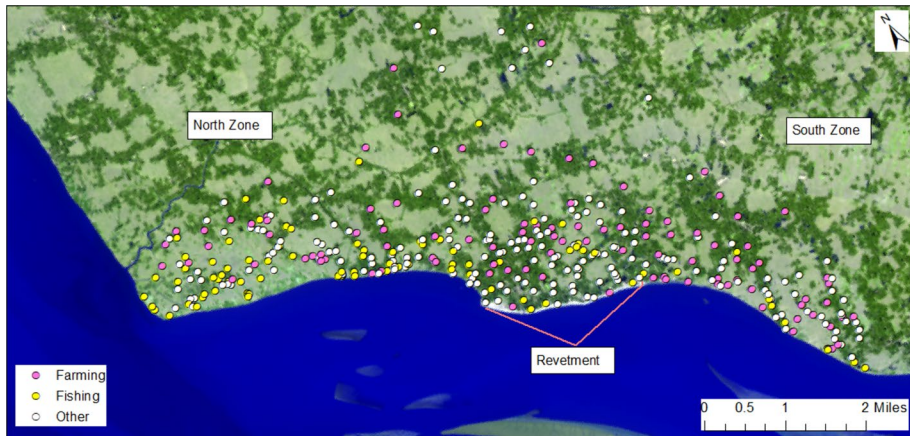 N
North Zone
South Zone
Revetment
Farming
Fishing
Other
0 0.5 1 2 Miles